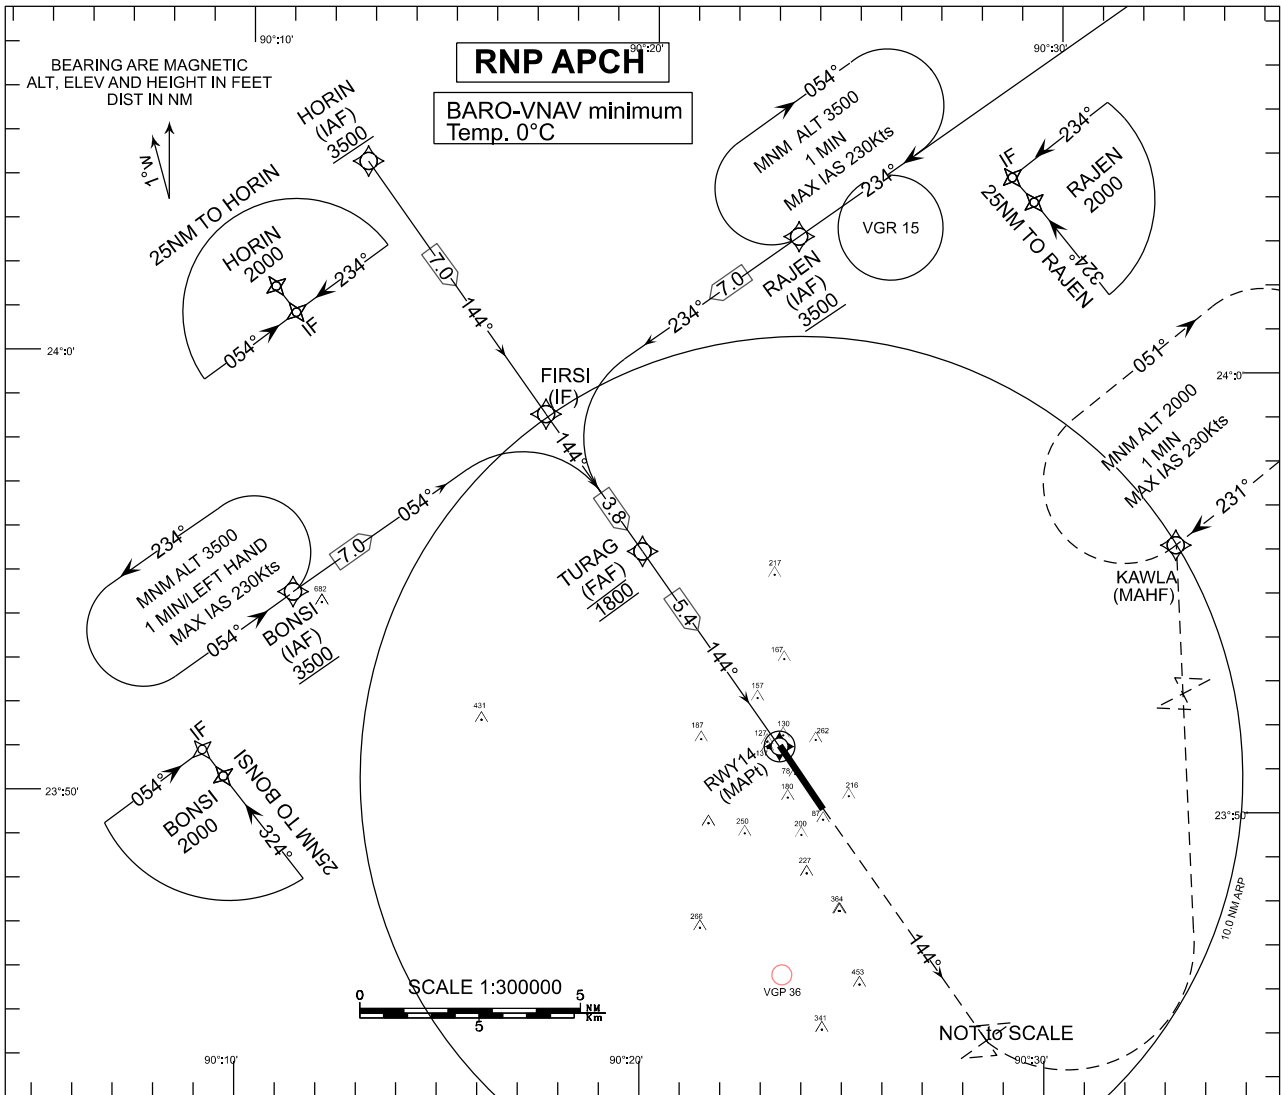 90°:10'
90°:20'
90°:30'
BEARING ARE MAGNETIC
ALT, ELEV AND HEIGHT IN FEET
DIST IN NM
1°W
RNP APCH
BARO-VNAV minimum
Temp. 0°C
HORIN
(IAF)
3500
7.0
144°
25NM TO HORIN
HORIN
2000
234°
054°
IF
054°
MNM ALT 3500
1 MIN
MAX IAS 230Kts
234°
VGR 15
RAJEN
(IAF)
3500
7.0
234°
234°
IF
RAJEN
2000
25NM TO RAJEN
324°
24°:0'
24°:0'
FIRSI
(IF)
144°
3.8
051°
MNM ALT 2000
1 MIN
MAX IAS 230Kts
231°
KAWLA
(MAHF)
234°
MNM ALT 3500
1 MIN/LEFT HAND
MAX IAS 230Kts
054°
7.0
054°
682
BONSI
(IAF)
3500
TURAG
(FAF)
1800
5.4
144°
217
167
157
431
187
127
130
262
137
78
RWY14
(MAPt)
180
216
87
250
200
227
364
266
453
341
IF
054°
BONSI
2000
25NM TO BONSI
324°
23°:50'
23°:50'
10.0 NM ARP
144°
VGP 36
SCALE 1:300000
0
5
NM
Km
5
NOT to SCALE
90°:10'
90°:20'
90°:30'